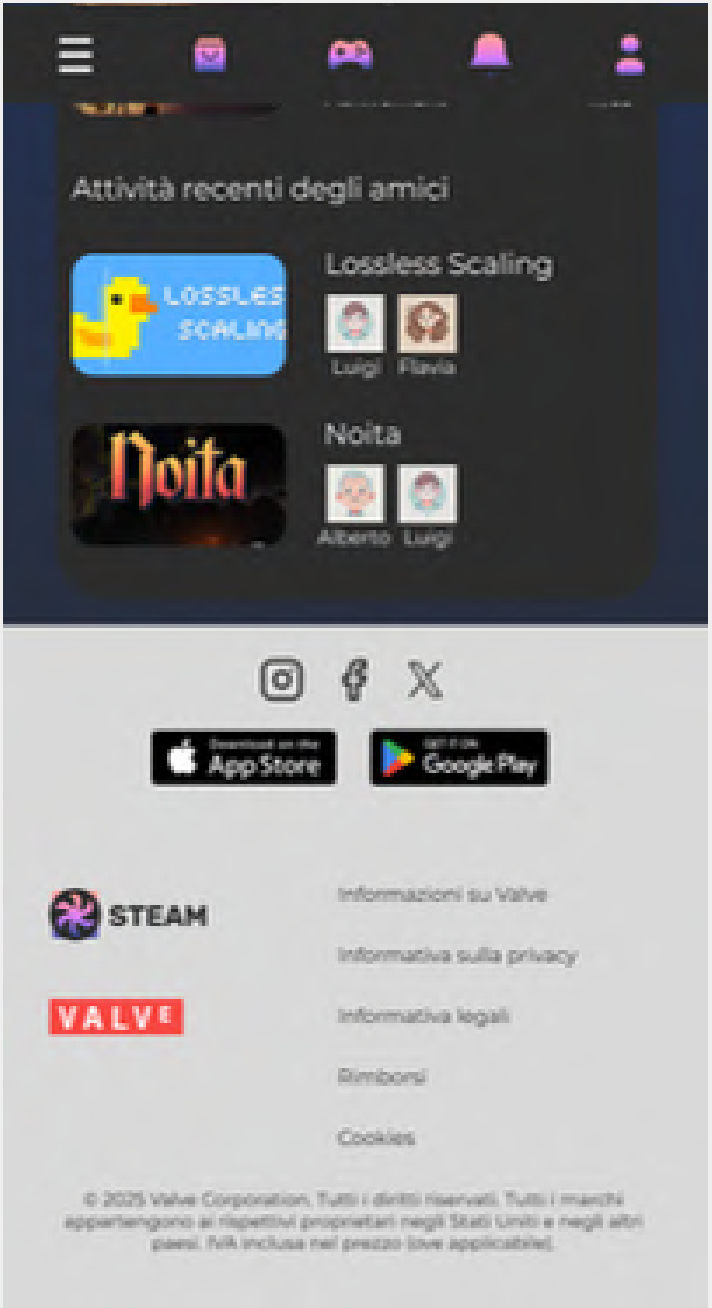 Attività recenti degli amici
LOSSLES
SCALING
Lossless Scaling
Luigi Flavia
Noita
Noita
Alberto Luigi
Download on the
App Store
GET IT ON
Google Play
STEAM
VALVE
Informazioni su Valve
Informativa sulla privacy
Informativa legali
Rimborsi
Cookies
© 2025 Valve Corporation. Tutti i diritti riservati. Tutti i marchi
appartengono ai rispettivi proprietari negli Stati Uniti e negli altri
paesi. IVA inclusa nel prezzo (ove applicabile).